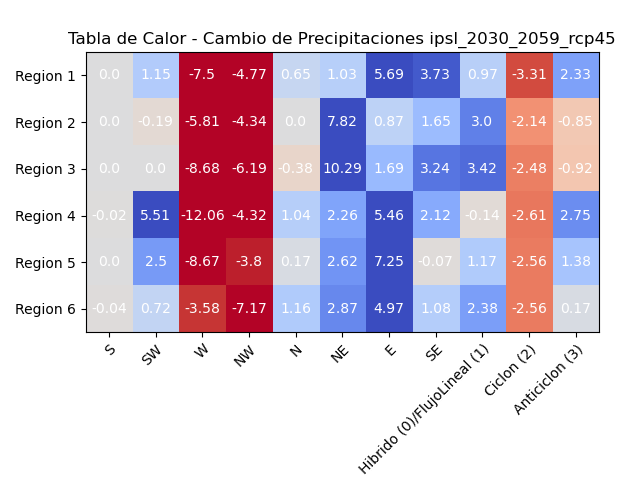 Tabla de Calor - Cambio de Precipitaciones ipsl_2030_2059_rcp45
Region 1 0.0 1.15 -7.5 -4.77 0.65 1.03 5.69 3.73 0.97 -3.31 2.33
Region 2 0.0 -0.19 -5.81 -4.34 0.0 7.82 0.87 1.65 3.0 -2.14 -0.85
Region 3 0.0 0.0 -8.68 -6.19 -0.38 10.29 1.69 3.24 3.42 -2.48 -0.92
Region 4 -0.02 5.51 -12.06 -4.32 1.04 2.26 5.46 2.12 -0.14 -2.61 2.75
Region 5 0.0 2.5 -8.67 -3.8 0.17 2.62 7.25 -0.07 1.17 -2.56 1.38
Region 6 -0.04 0.72 -3.58 -7.17 1.16 2.87 4.97 1.08 2.38 -2.56 0.17
S SW W NW N NE E SE Hibrido (0)/FlujoLineal (1) Ciclon (2) Anticiclon (3)